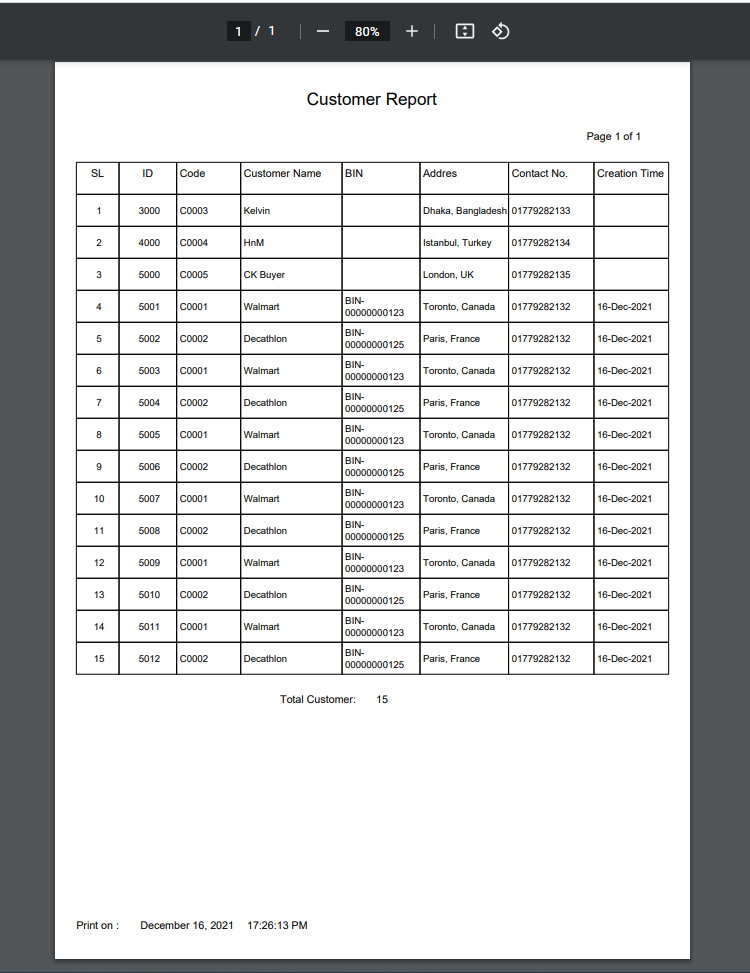 1 / 1 80%
Customer Report
Page 1 of 1
SL ID Code Customer Name BIN Addres Contact No. Creation Time
1 3000 C0003 Kelvin Dhaka, Bangladesh 01779282133
2 4000 C0004 HnM Istanbul, Turkey 01779282134
3 5000 C0005 CK Buyer London, UK 01779282135
4 5001 C0001 Walmart BIN-00000000123 Toronto, Canada 01779282132 16-Dec-2021
5 5002 C0002 Decathlon BIN-00000000125 Paris, France 01779282132 16-Dec-2021
6 5003 C0001 Walmart BIN-00000000123 Toronto, Canada 01779282132 16-Dec-2021
7 5004 C0002 Decathlon BIN-00000000125 Paris, France 01779282132 16-Dec-2021
8 5005 C0001 Walmart BIN-00000000123 Toronto, Canada 01779282132 16-Dec-2021
9 5006 C0002 Decathlon BIN-00000000125 Paris, France 01779282132 16-Dec-2021
10 5007 C0001 Walmart BIN-00000000123 Toronto, Canada 01779282132 16-Dec-2021
11 5008 C0002 Decathlon BIN-00000000125 Paris, France 01779282132 16-Dec-2021
12 5009 C0001 Walmart BIN-00000000123 Toronto, Canada 01779282132 16-Dec-2021
13 5010 C0002 Decathlon BIN-00000000125 Paris, France 01779282132 16-Dec-2021
14 5011 C0001 Walmart BIN-00000000123 Toronto, Canada 01779282132 16-Dec-2021
15 5012 C0002 Decathlon BIN-00000000125 Paris, France 01779282132 16-Dec-2021
Total Customer: 15
Print on : December 16, 2021 17:26:13 PM